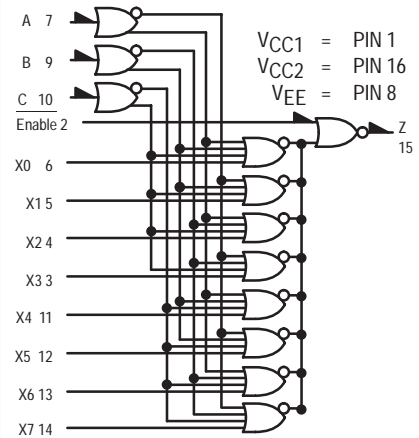 A 7
B 9
C 10
Enable 2
X0 6
X1 5
X2 4
X3 3
X4 11
X5 12
X6 13
X7 14
VCC1 = PIN 1
VCC2 = PIN 16
VEE = PIN 8
Z
15